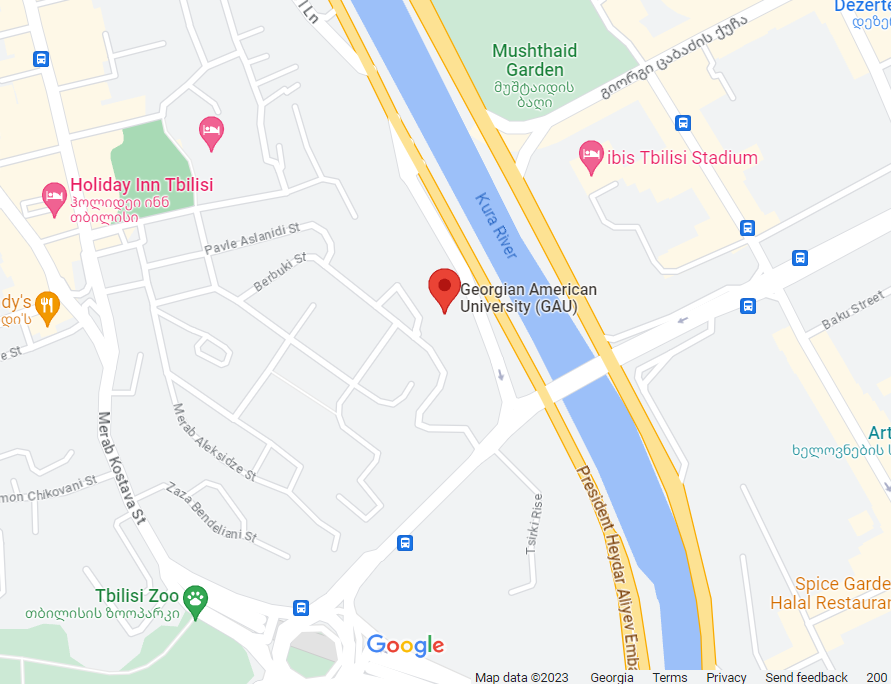 l Ln
Dezerte
დეზე
Mushthaid
Garden
მუშტაიდის
ბაღი
გიორგი ცაბაძის ქუჩა
ibis Tbilisi Stadium
Holiday Inn Tbilisi
ჰოლიდეი ინნ
თბილისი
Kura River
Pavle Aslanidi St
Berbuki St
Georgian American
University (GAU)
dy's
დი'ს
Baku Street
e St
Merab Kostava St
Merab Aleksidze St
Art
ხელოვნების ს
mon Chikovani St
Zaza Bendeliani St
Tsirki Rise
President Heydar Aliyev Emba
Tbilisi Zoo
თბილისის ზოოპარკი
Spice Garde
Halal Restauran
Google
Map data ©2023
Georgia
Terms
Privacy
Send feedback
200